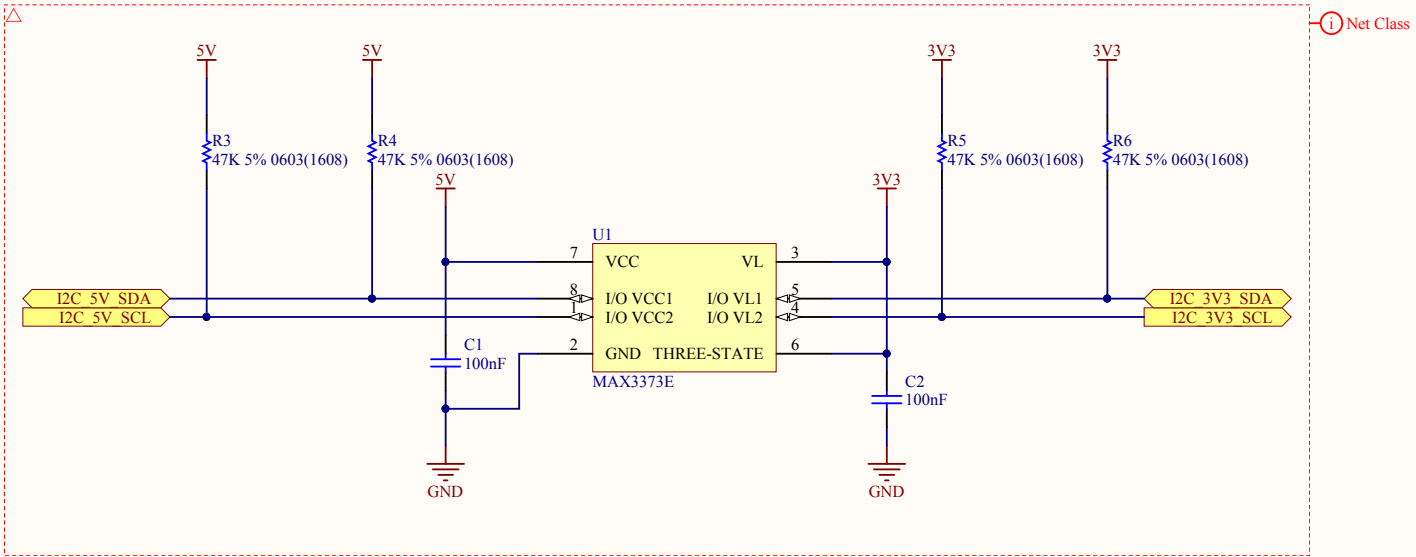 i Net Class
5V
5V
3V3
3V3
R3
47K 5% 0603(1608)
R4
47K 5% 0603(1608)
R5
47K 5% 0603(1608)
R6
47K 5% 0603(1608)
5V
3V3
U1
7 VCC
VL 3
I2C_5V_SDA
8 I/O VCC1
I/O VL1 5
I2C_3V3_SDA
I2C_5V_SCL
1 I/O VCC2
I/O VL2 4
I2C_3V3_SCL
2 GND
THREE-STATE 6
C1
100nF
MAX3373E
C2
100nF
GND
GND